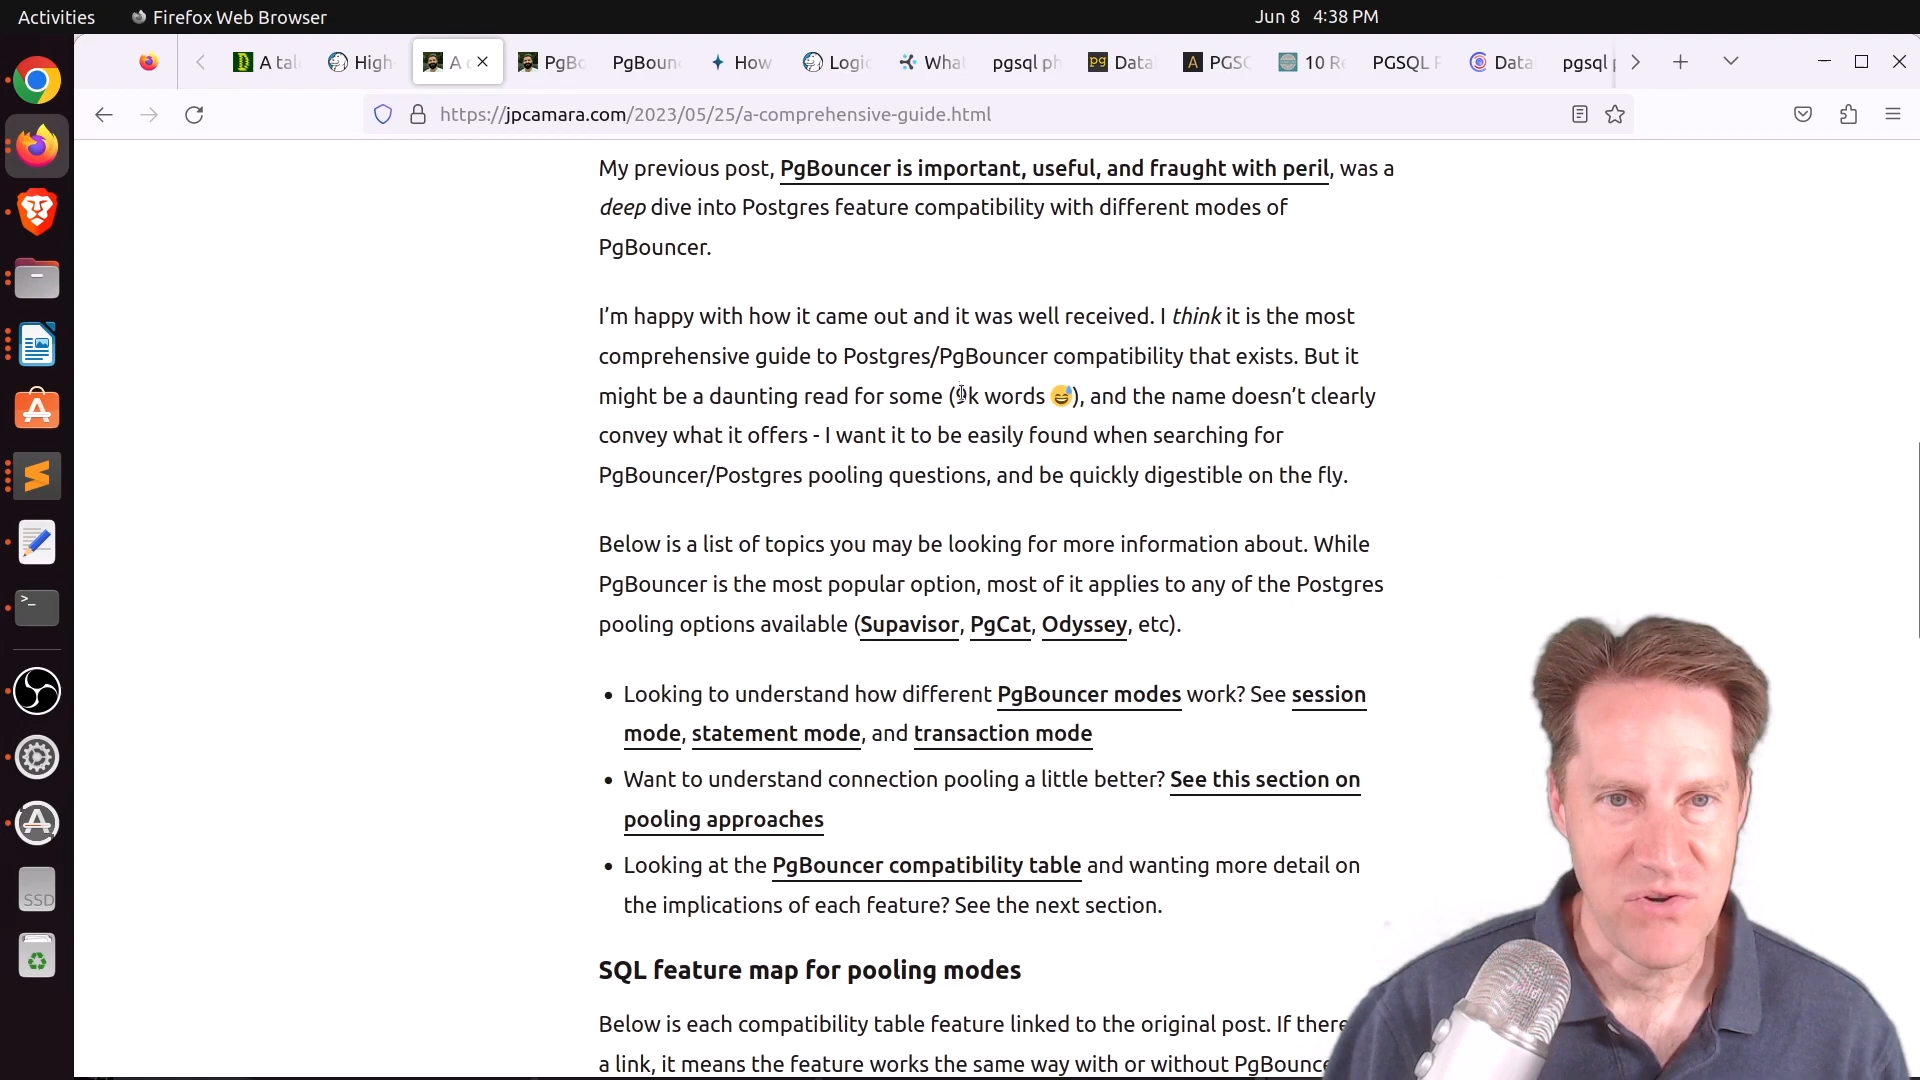 Activities Firefox Web Browser Jun 8 4:38 PM
A tal High A PgBo PgBoun How Logic What pgsql ph Data PGSQ 10 Re PGSQL P Data pgsql
https://jpcamara.com/2023/05/25/a-comprehensive-guide.html
My previous post, PgBouncer is important, useful, and fraught with peril, was a
deep dive into Postgres feature compatibility with different modes of
PgBouncer.
I’m happy with how it came out and it was well received. I think it is the most
comprehensive guide to Postgres/PgBouncer compatibility that exists. But it
might be a daunting read for some (9k words 😅), and the name doesn’t clearly
convey what it offers - I want it to be easily found when searching for
PgBouncer/Postgres pooling questions, and be quickly digestible on the fly.
Below is a list of topics you may be looking for more information about. While
PgBouncer is the most popular option, most of it applies to any of the Postgres
pooling options available (Supavisor, PgCat, Odyssey, etc).
• Looking to understand how different PgBouncer modes work? See session
mode, statement mode, and transaction mode
• Want to understand connection pooling a little better? See this section on
pooling approaches
• Looking at the PgBouncer compatibility table and wanting more detail on
the implications of each feature? See the next section.
SQL feature map for pooling modes
Below is each compatibility table feature linked to the original post. If there
a link, it means the feature works the same way with or without PgBounce
SSD